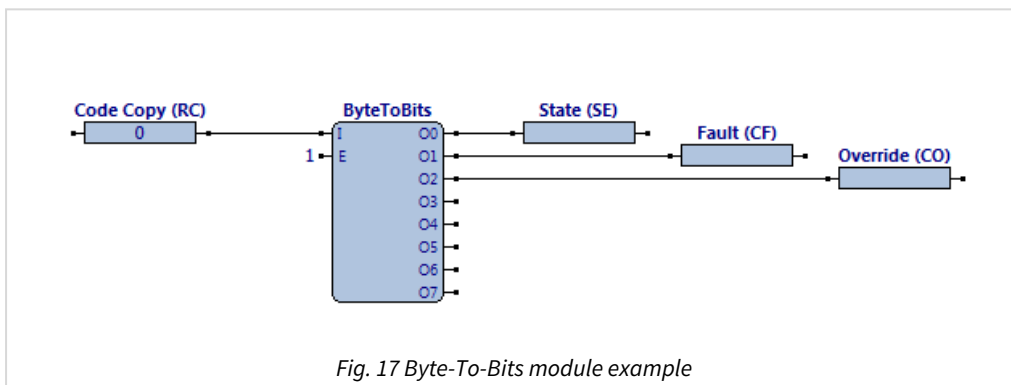 Code Copy (RC) ByteToBits State (SE)
0 I O0 Fault (CF)
1 E O1 Override (CO)
O2
O3
O4
O5
O6
O7
Fig. 17 Byte-To-Bits module example